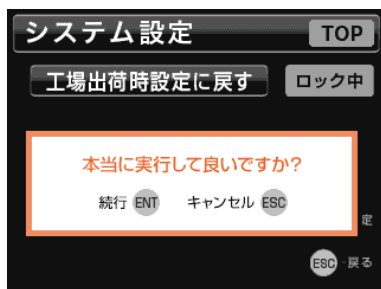 システム設定 TOP
工場出荷時設定に戻す ロック中
本当に実行して良いですか?
続行 ENT キャンセル ESC
定
ESC -戻る